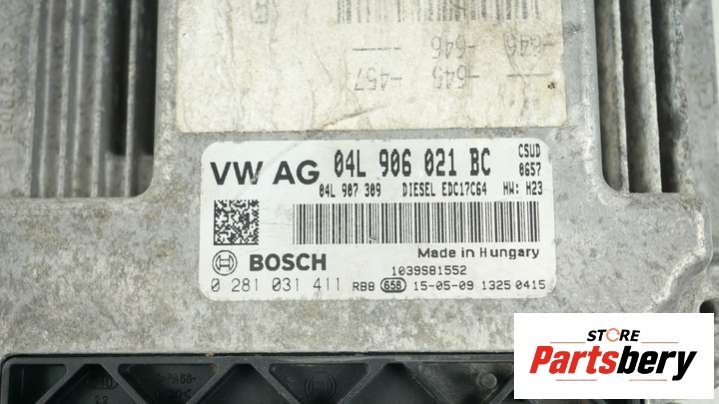 -646 -646
-645 -457
VW AG 04L 906 021 BC CSUD
04L 907 309 DIESEL EDC17C64 HW: H23 0657
BOSCH Made in Hungary
1039S81552
0 281 031 411 RB8 658 15-05-09 1325 0415
STORE
Partsbery